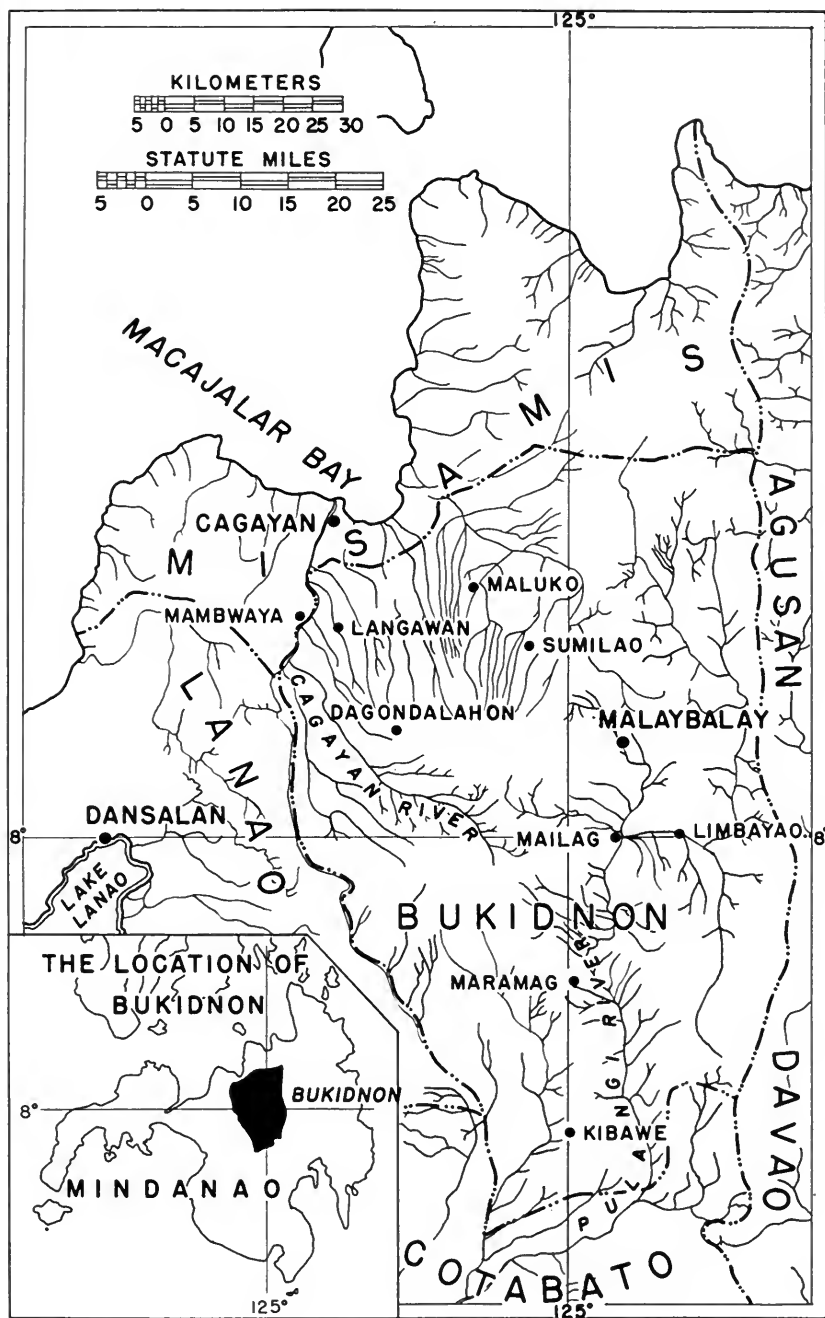 125°
KILOMETERS
5 0 5 10 15 20 25 30
STATUTE MILES
5 0 5 10 15 20 25
MACAJALAR BAY
MISAMIS
AGUSAN
CAGAYAN
MALUKO
MAMBWAYA
LANGAWAN
SUMILAO
LANAO
CAGAYAN RIVER
DAGONDALAHON
MALAYBALAY
DANSALAN
8°
MAILAG
LIMBAYAO
8°
LAKE
LANAO
BUKIDNON
MARAMAG
PULANGI RIVER
DAVAO
KIBAWE
COTABATO
125°
THE LOCATION OF
BUKIDNON
BUKIDNON
8°
MINDANAO
125°